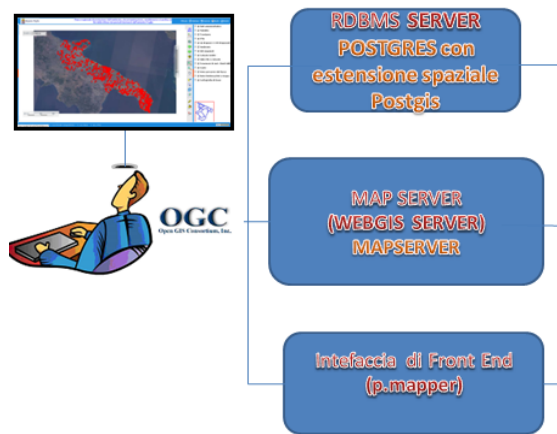 RDBMS SERVER
POSTGRES con
estensione spaziale
Postgis
OGC
Open GIS Consortium, Inc.
MAP SERVER
(WEBGIS SERVER)
MAPSERVER
intefaccia di Front End
(p.mapper)